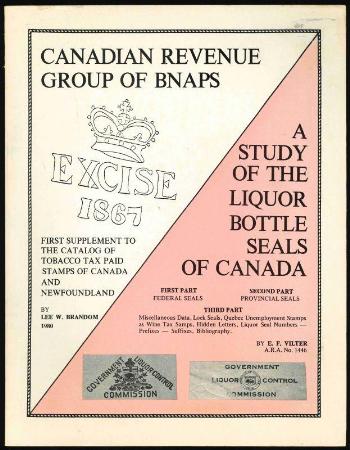 CANADIAN REVENUE
GROUP OF BNAPS
EXCISE
1867
A
STUDY
OF THE
LIQUOR
BOTTLE
SEALS
OF CANADA
FIRST SUPPLEMENT TO
THE CATALOG OF
TOBACCO TAX PAID
STAMPS OF CANADA
AND
NEWFOUNDLAND
BY
LEE W. BRANDOM
1980
FIRST PART
FEDERAL SEALS
SECOND PART
PROVINCIAL SEALS
THIRD PART
Miscellaneous Data, Lock Seals, Quebec Unemployment Stamps
as Wine Tax Stamps, Hidden Letters, Liquor Seal Numbers —
Prefixes — Suffixes, Bibliography.
BY E. F. VILTER
A.R.A. No. 1446
GOVERNMENT LIQUOR CONTROL
COMMISSION
GOVERNMENT
LIQUOR CONTROL
MMISSION